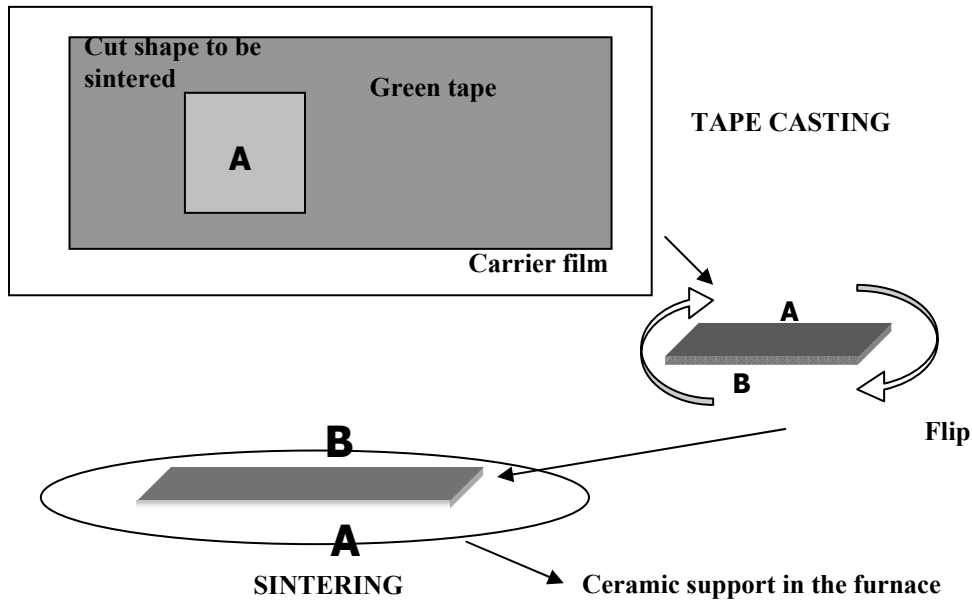 Cut shape to be
sintered
Green tape
A
TAPE CASTING
Carrier film
A
B
Flip
B
A
SINTERING
Ceramic support in the furnace